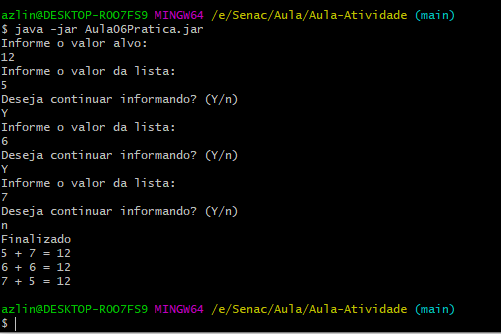 azlin@DESKTOP-ROO7FS9 MINGW64 /e/Senac/Aula/Aula-Atividade (main)
$ java -jar Aula06Pratica.jar
Informe o valor alvo:
12
Informe o valor da lista:
5
Deseja continuar informando? (Y/n)
Y
Informe o valor da lista:
6
Deseja continuar informando? (Y/n)
Y
Informe o valor da lista:
7
Deseja continuar informando? (Y/n)
n
Finalizado
5 + 7 = 12
6 + 6 = 12
7 + 5 = 12
azlin@DESKTOP-ROO7FS9 MINGW64 /e/Senac/Aula/Aula-Atividade (main)
$